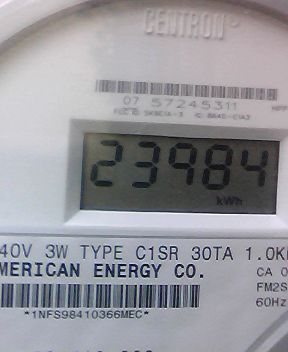 CENTRON
07 57245311
23984
kWh
40V 3W TYPE C1SR 30TA 1.0K
MERICAN ENERGY CO.
CA 0
FM2S
60Hz
*1NFS98410366MEC*